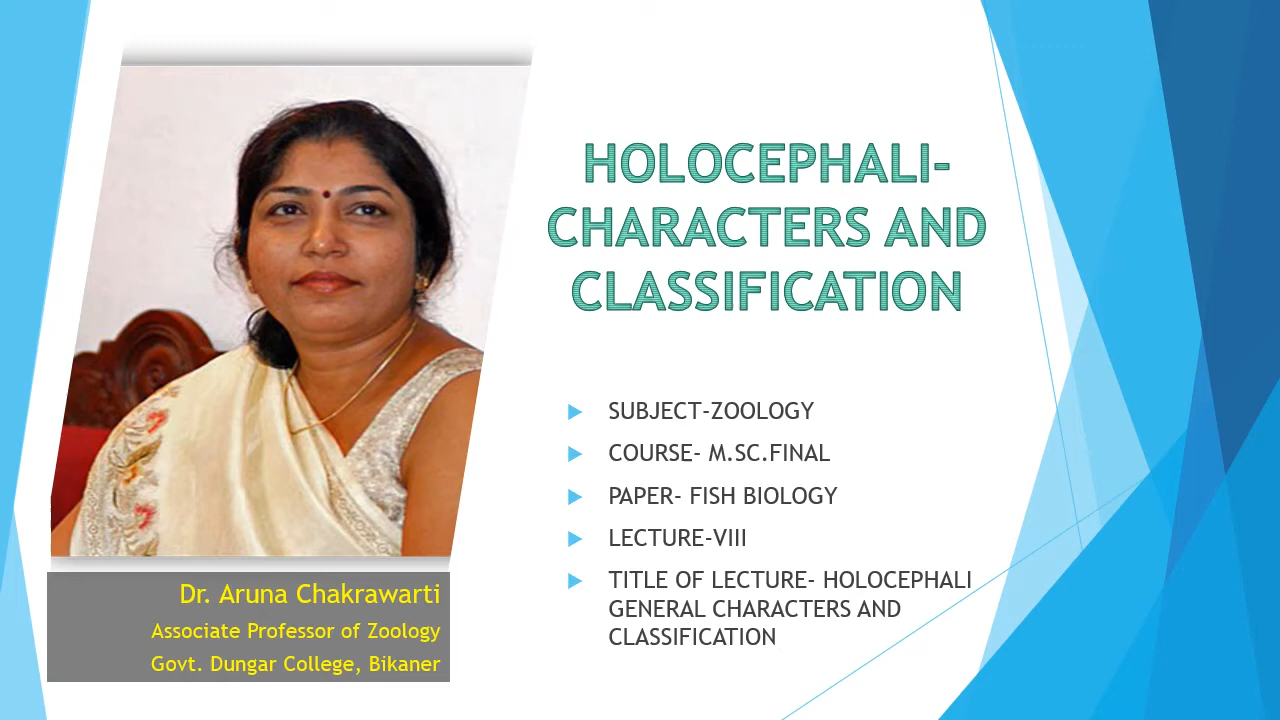 HOLOCEPHALI-
CHARACTERS AND
CLASSIFICATION
SUBJECT-ZOOLOGY
COURSE- M.SC.FINAL
PAPER- FISH BIOLOGY
LECTURE-VIII
TITLE OF LECTURE- HOLOCEPHALI
GENERAL CHARACTERS AND
CLASSIFICATION
Dr. Aruna Chakrawarti
Associate Professor of Zoology
Govt. Dungar College, Bikaner